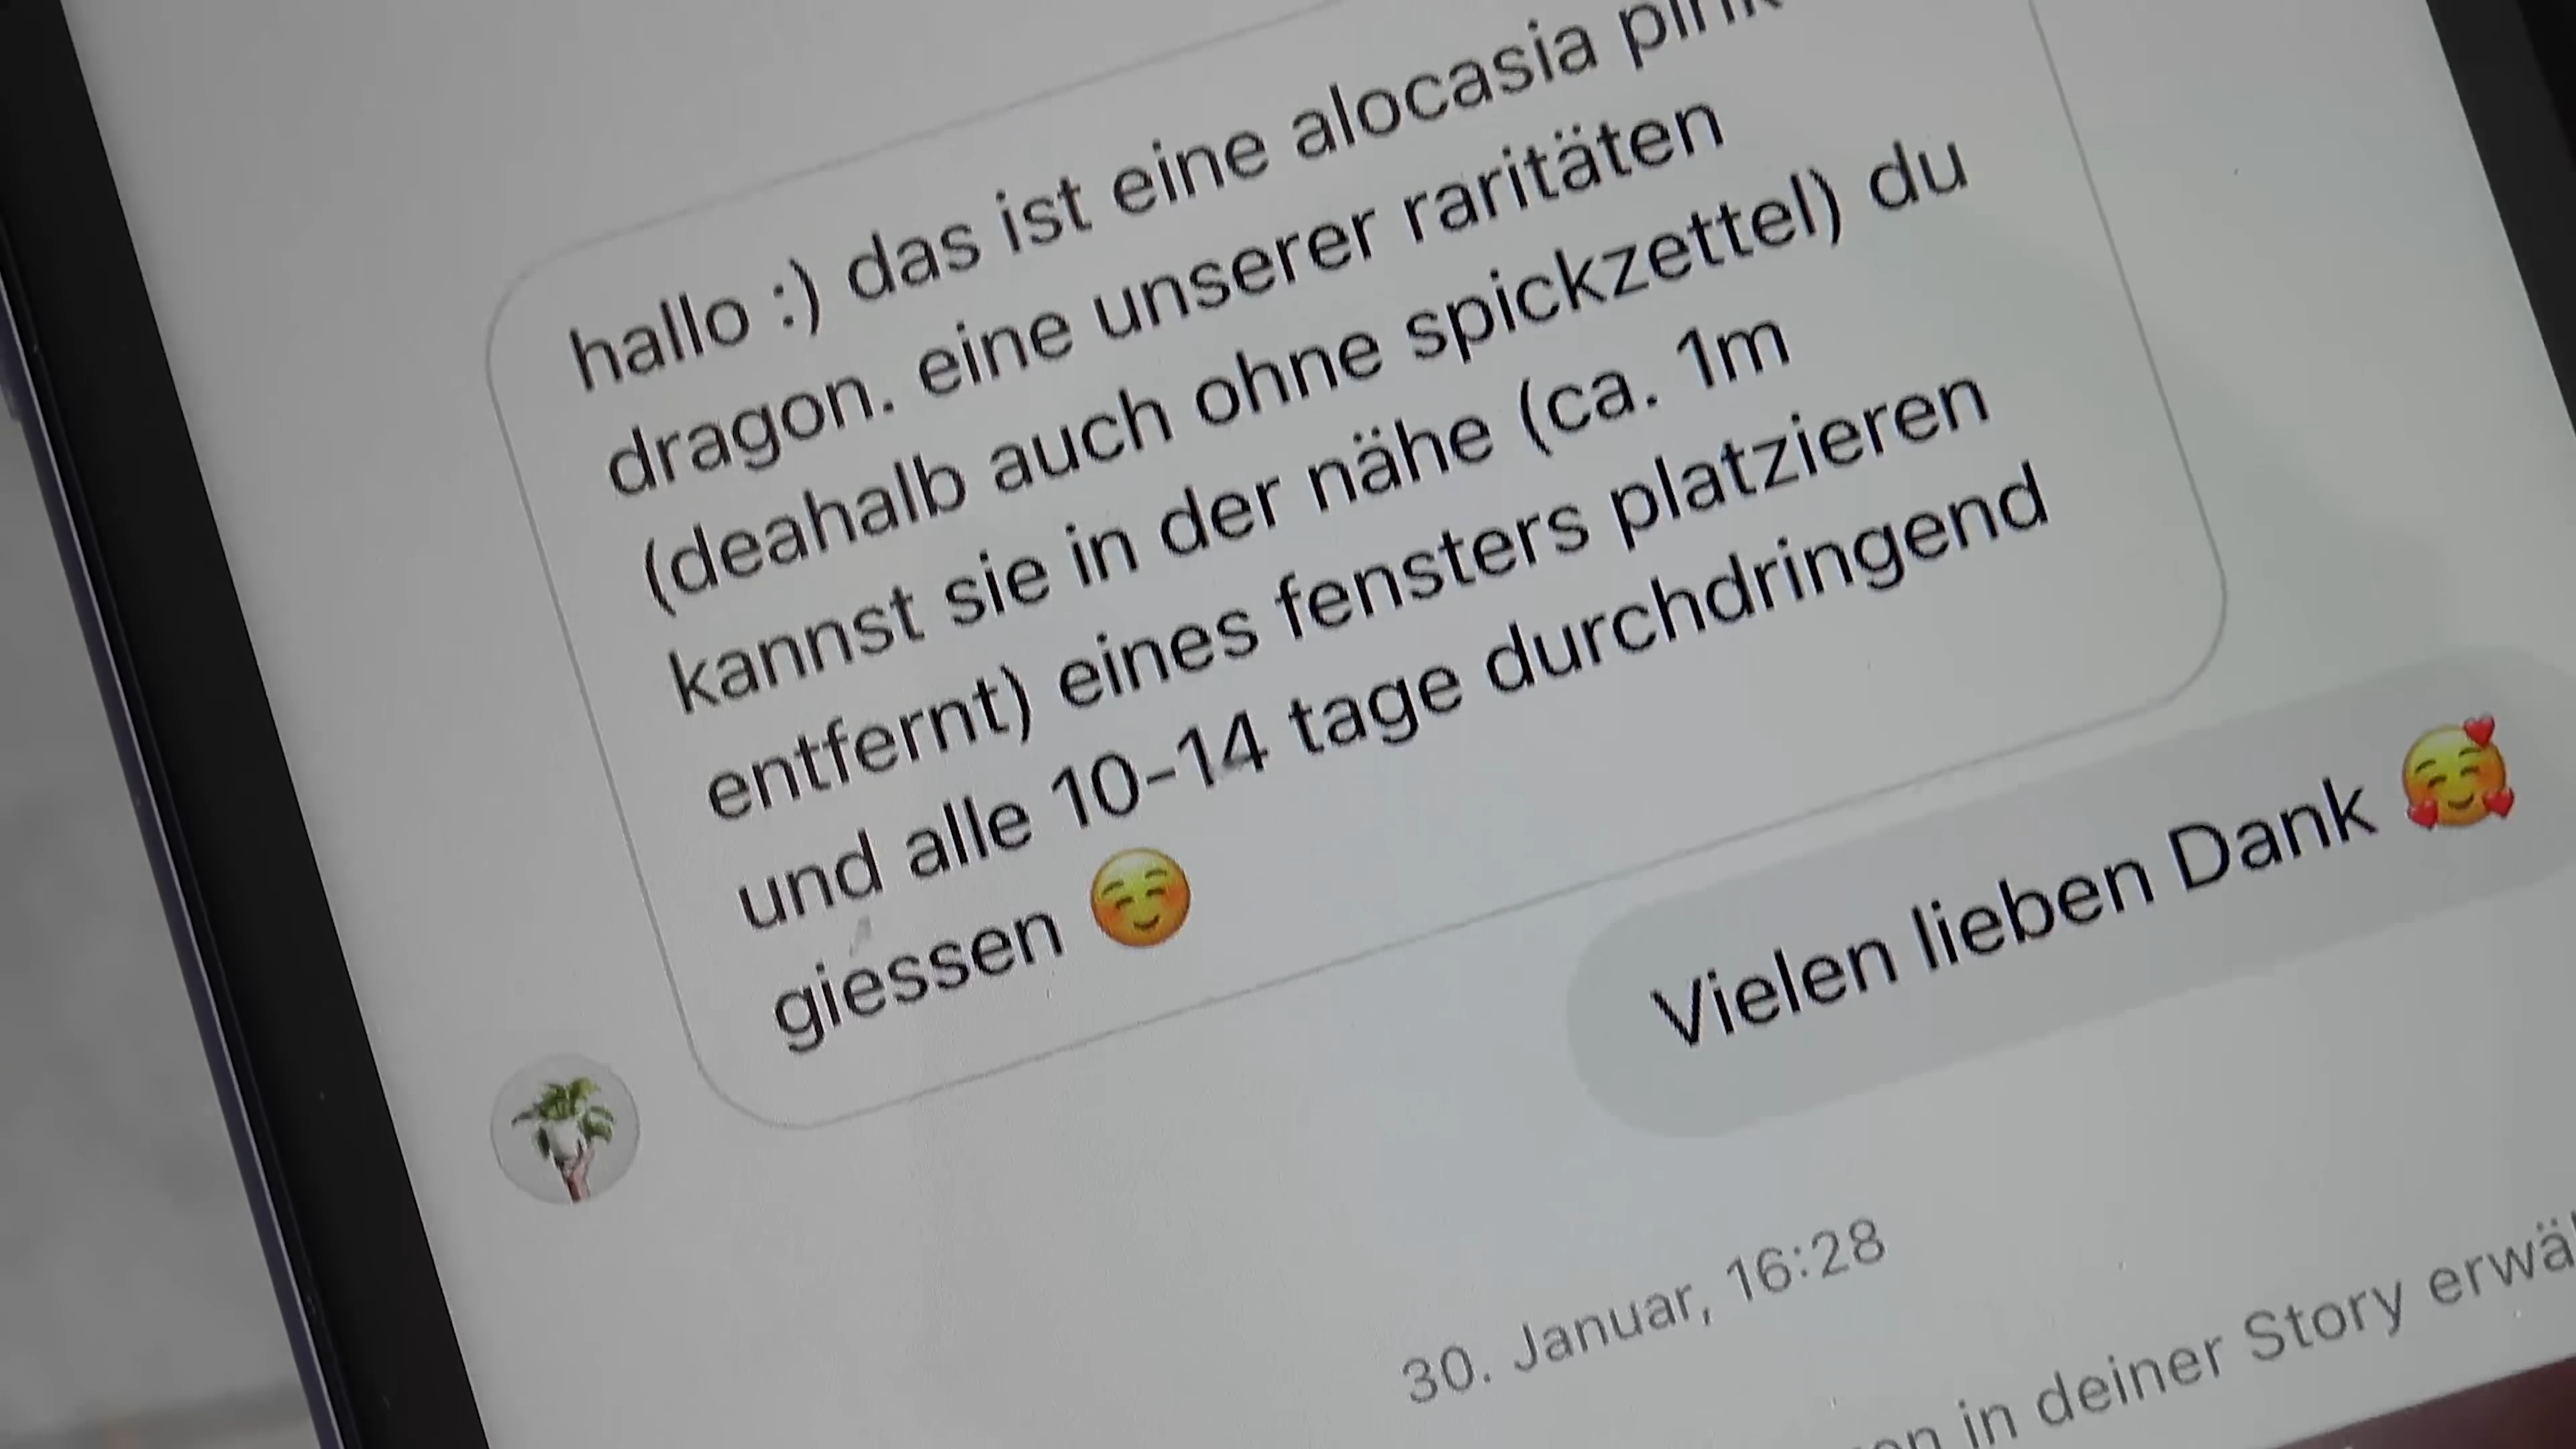 hallo :) das ist eine alocasia pink
dragon. eine unserer raritäten
(deahalb auch ohne spickzettel) du
kannst sie in der nähe (ca. 1m
entfernt) eines fensters platzieren
und alle 10-14 tage durchdringend
giessen ☺️
Vielen lieben Dank 🥰
30. Januar, 16:28
in deiner Story